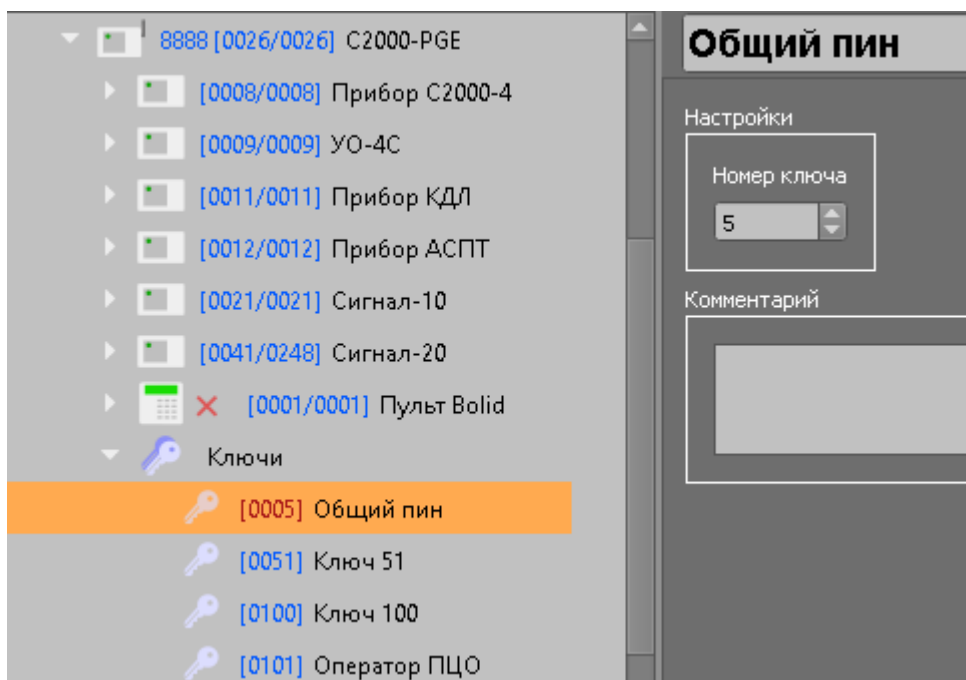 8888 [0026/0026] C2000-PGE
[0008/0008] Прибор С2000-4
[0009/0009] УО-4С
[0011/0011] Прибор КДЛ
[0012/0012] Прибор АСПТ
[0021/0021] Сигнал-10
[0041/0248] Сигнал-20
[0001/0001] Пульт Bolid
Ключи
[0005] Общий пин
[0051] Ключ 51
[0100] Ключ 100
[0101] Оператор ПЦО
Общий пин
Настройки
Номер ключа
5
Комментарий